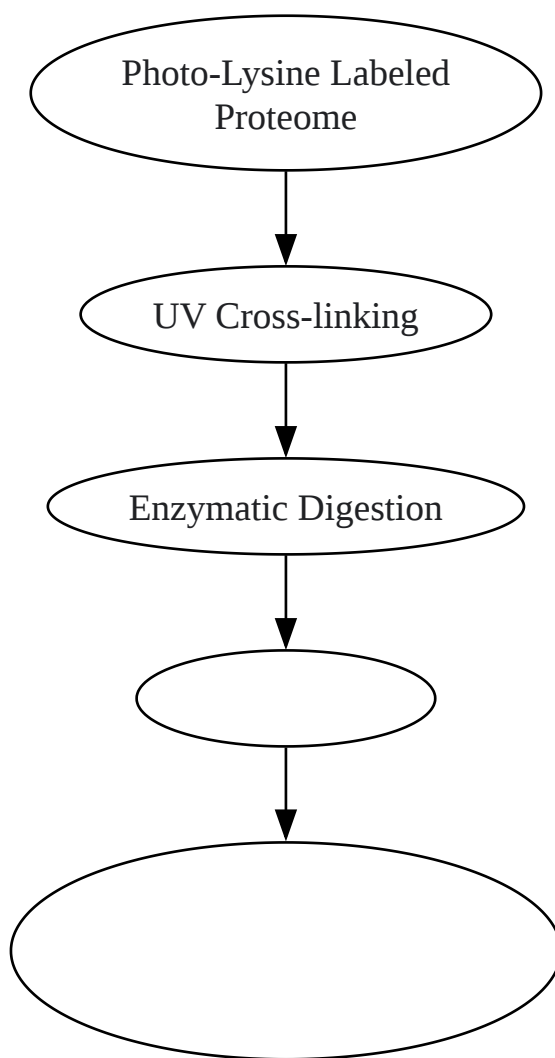 Photo-Lysine Labeled
Proteome
UV Cross-linking
Enzymatic Digestion